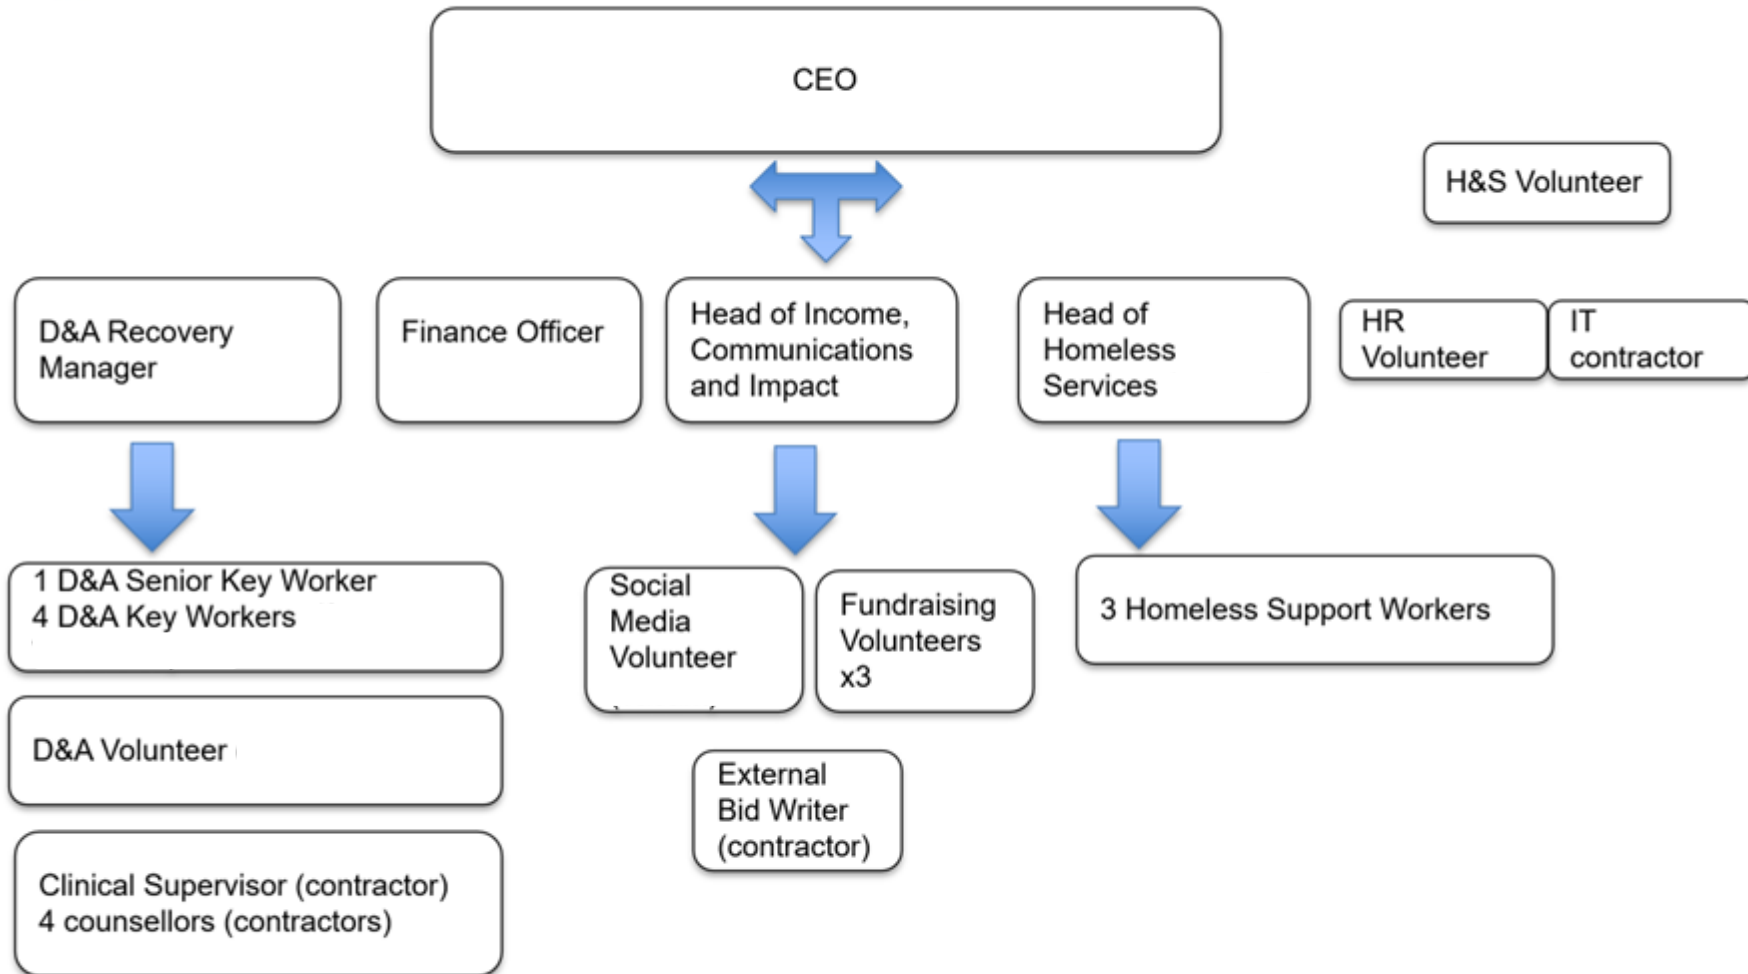 CEO
H&S Volunteer
D&A Recovery
Manager
Finance Officer
Head of Income,
Communications
and Impact
Head of
Homeless
Services
HR
Volunteer
IT
contractor
1 D&A Senior Key Worker
4 D&A Key Workers
D&A Volunteer
Clinical Supervisor (contractor)
4 counsellors (contractors)
Social
Media
Volunteer
Fundraising
Volunteers
x3
External
Bid Writer
(contractor)
3 Homeless Support Workers